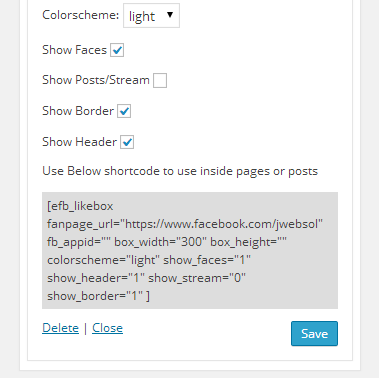 Colorscheme: light
Show Faces
Show Posts/Stream
Show Border
Show Header
Use Below shortcode to use inside pages or posts
[efb_likebox
fanpage_url="https://www.facebook.com/jwebsol"
fb_appid="" box_width="300" box_height=""
colorscheme="light" show_faces="1"
show_header="1" show_stream="0"
show_border="1" ]
Delete | Close Save